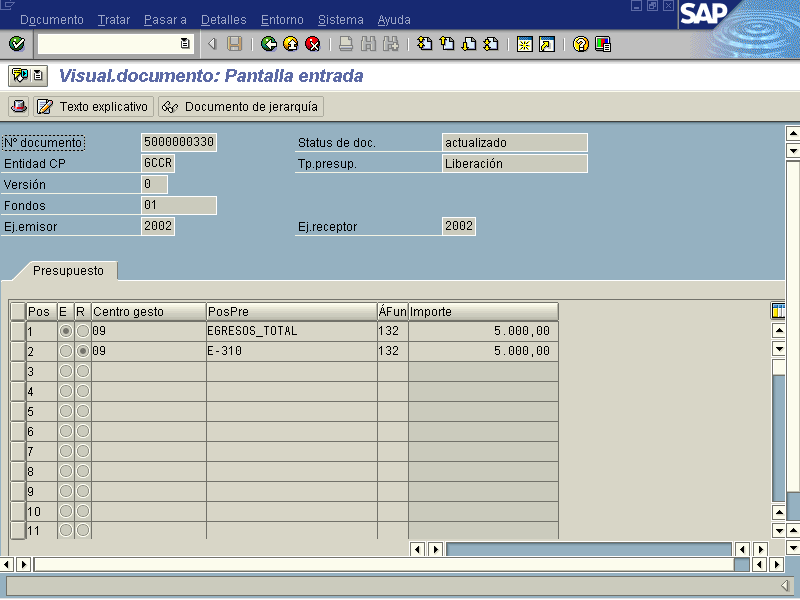 Documento Tratar Pasar a Detalles Entorno Sistema Ayuda
SAP
Visual.documento: Pantalla entrada
Texto explicativo Documento de jerarquía
Nº documento 5000000330 Status de doc. actualizado
Entidad CP GCCR Tp.presup. Liberación
Versión 0
Fondos 01
Ej.emisor 2002 Ej.receptor 2002
Presupuesto
Pos E R Centro gesto PosPre ÁFun Importe
1 09 EGRESOS_TOTAL 132 5.000,00
2 09 E-310 132 5.000,00
3
4
5
6
7
8
9
10
11